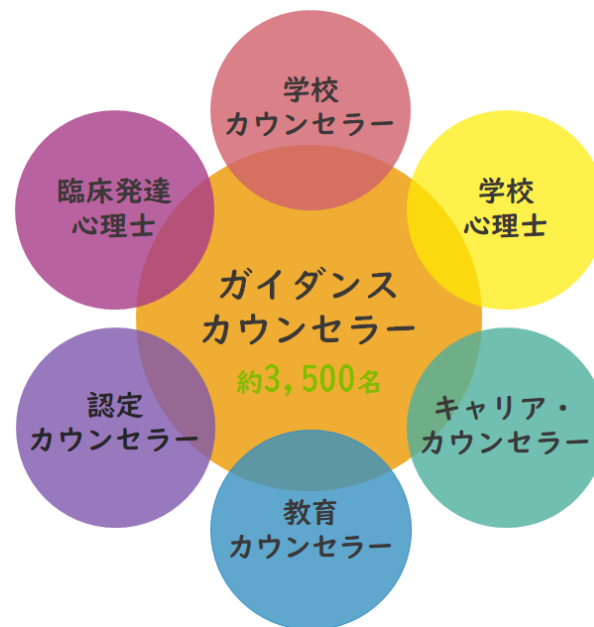 学校
カウンセラー
臨床発達
心理士
学校
心理士
ガイダンス
カウンセラー
約3,500名
認定
カウンセラー
キャリア・
カウンセラー
教育
カウンセラー